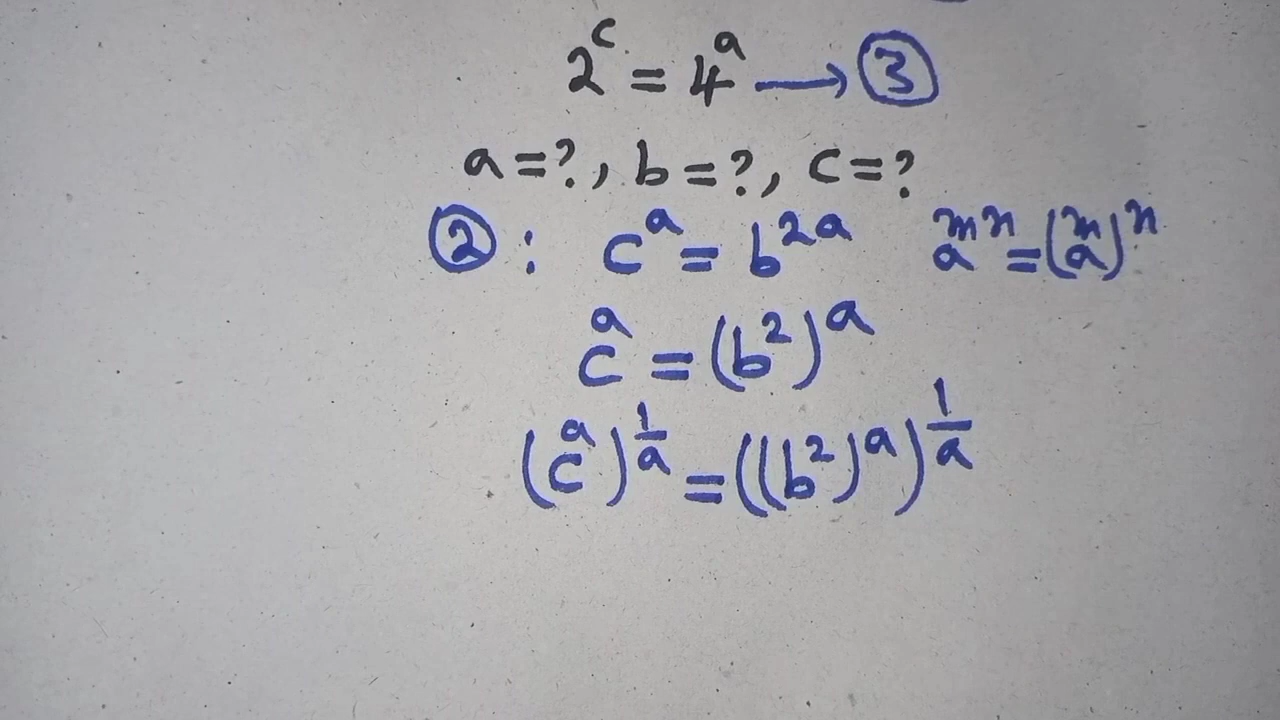 2^c = 4^a → ③
a = ?, b = ?, c = ?
② : c^a = b^{2a} a^{mn} = (a^m)^n
c^a = (b^2)^a
(c^a)^{1/a} = ((b^2)^a)^{1/a}